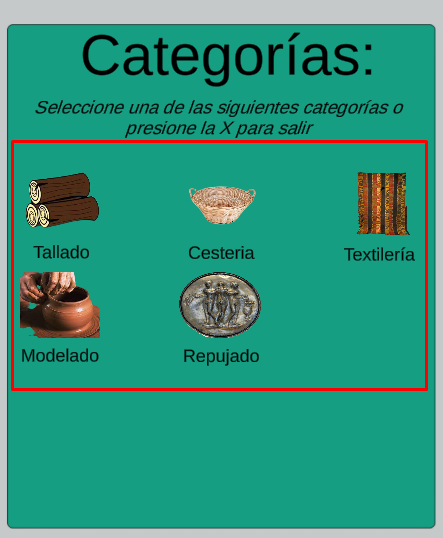 Categorías:
Seleccione una de las siguientes categorías o
presione la X para salir
Tallado Cesteria Textilería
Modelado Repujado